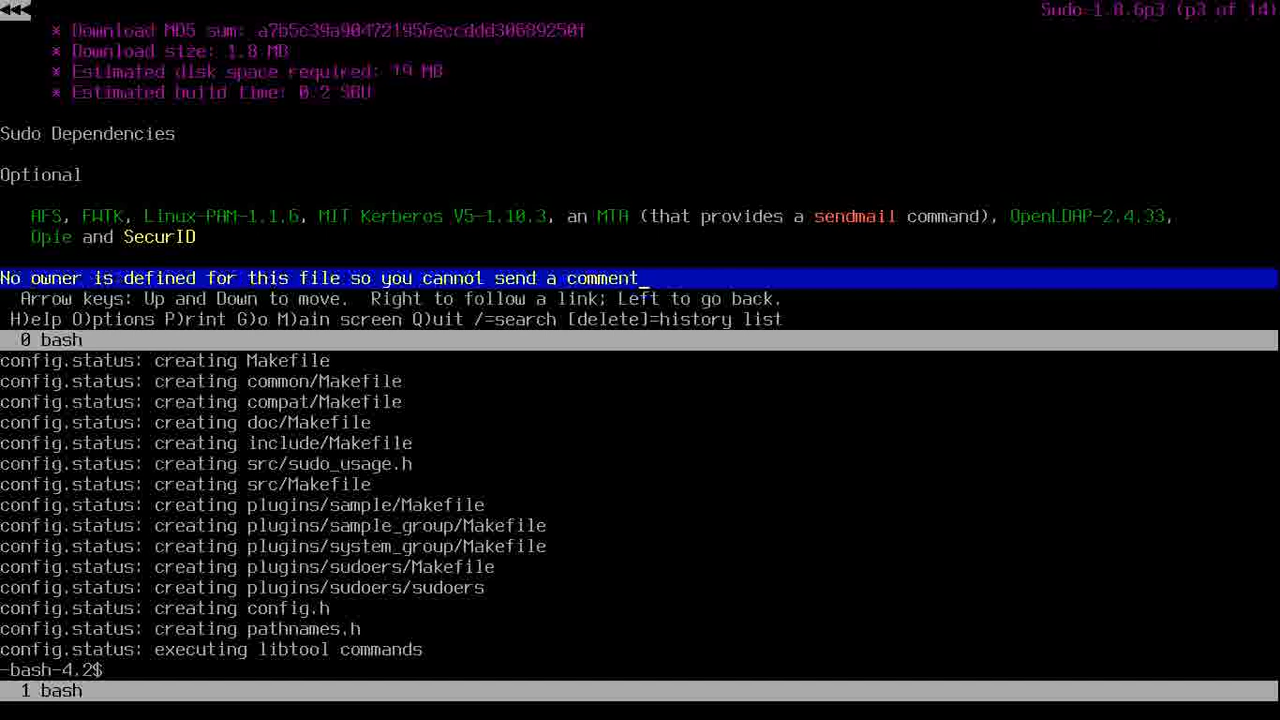 <<< Sudo-1.8.6p3 (p3 of 14)
* Download MD5 sum: a7b5c39a904721956eccddd30689250f
* Download size: 1.8 MB
* Estimated disk space required: 19 MB
* Estimated build time: 0.2 SBU
Sudo Dependencies
Optional
AFS, FWTK, Linux-PAM-1.1.6, MIT Kerberos V5-1.10.3, an MTA (that provides a sendmail command), OpenLDAP-2.4.33,
Opie and SecurID
No owner is defined for this file so you cannot send a comment_
Arrow keys: Up and Down to move. Right to follow a link; Left to go back.
H)elp O)ptions P)rint G)o M)ain screen Q)uit /=search [delete]=history list
0 bash
config.status: creating Makefile
config.status: creating common/Makefile
config.status: creating compat/Makefile
config.status: creating doc/Makefile
config.status: creating include/Makefile
config.status: creating src/sudo_usage.h
config.status: creating src/Makefile
config.status: creating plugins/sample/Makefile
config.status: creating plugins/sample_group/Makefile
config.status: creating plugins/system_group/Makefile
config.status: creating plugins/sudoers/Makefile
config.status: creating plugins/sudoers/sudoers
config.status: creating config.h
config.status: creating pathnames.h
config.status: executing libtool commands
-bash-4.2$
1 bash